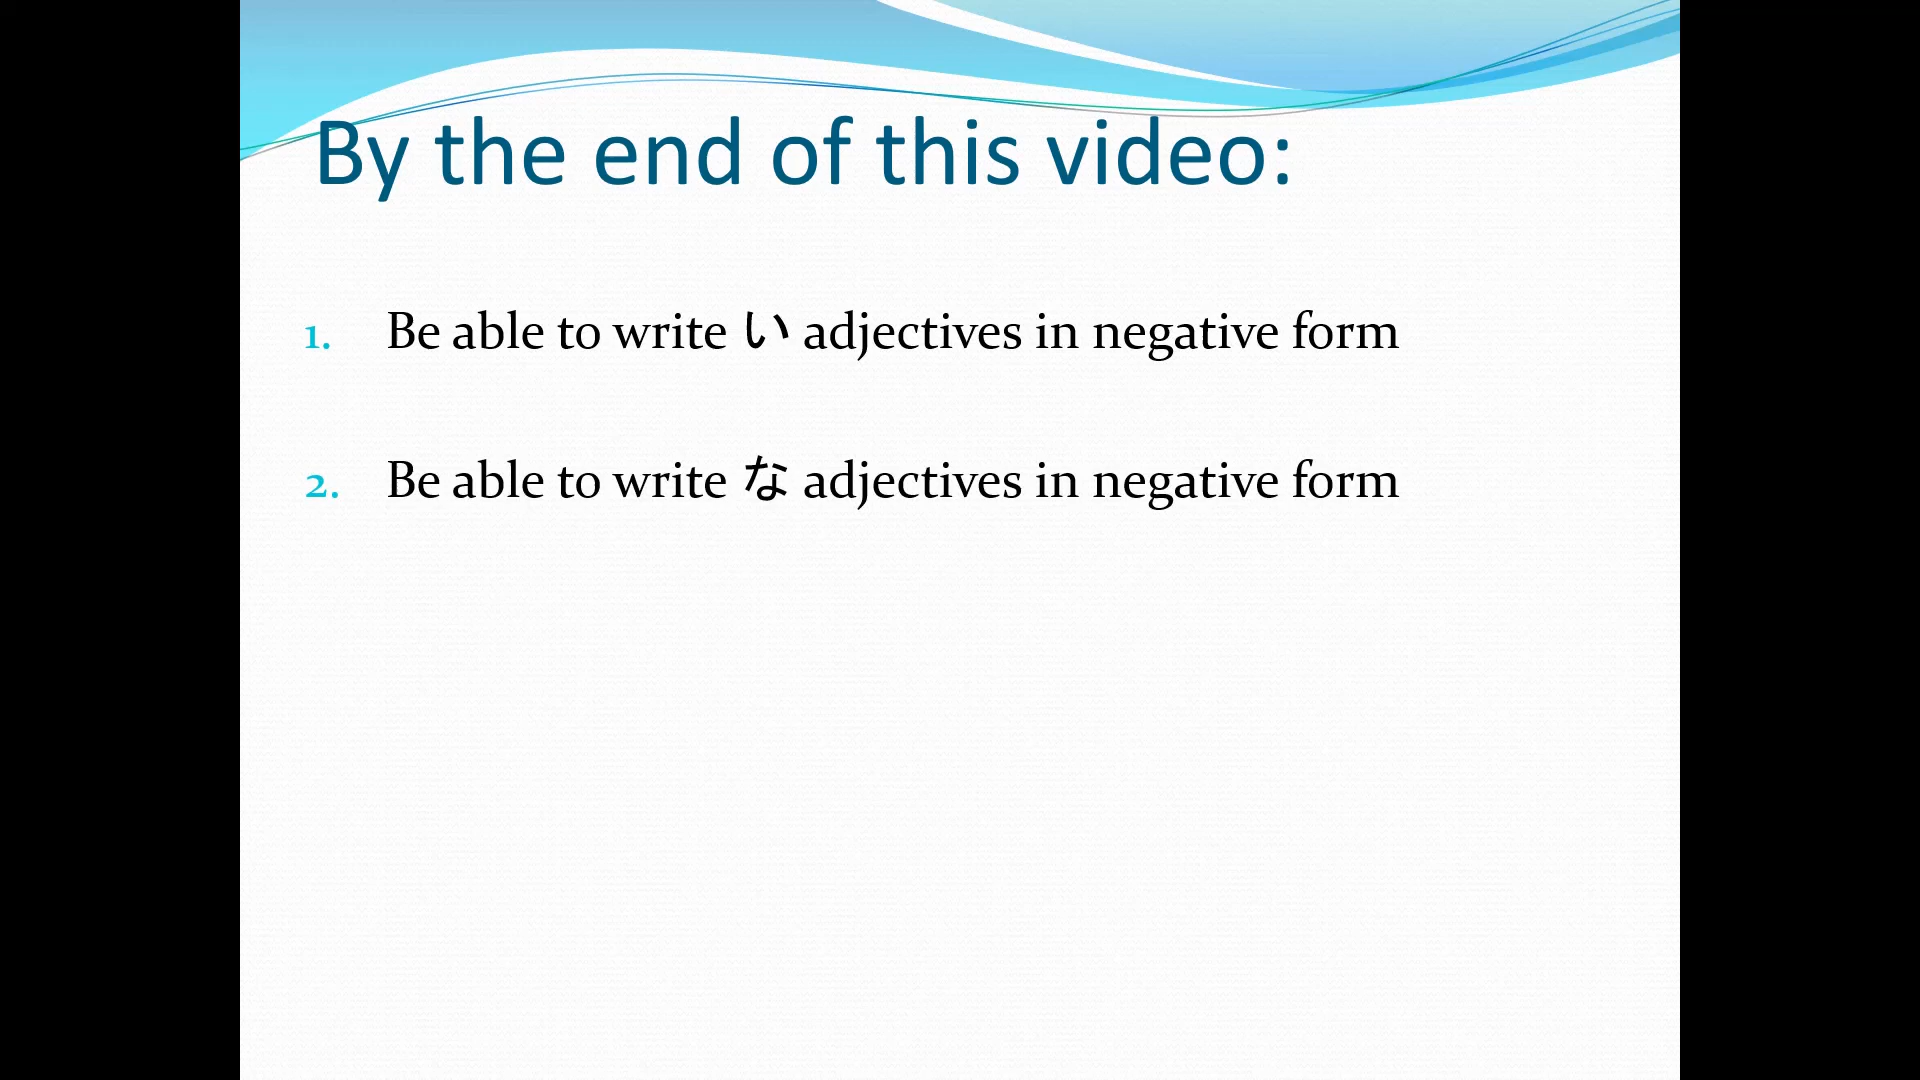 By the end of this video:
1. Be able to write い adjectives in negative form
2. Be able to write な adjectives in negative form